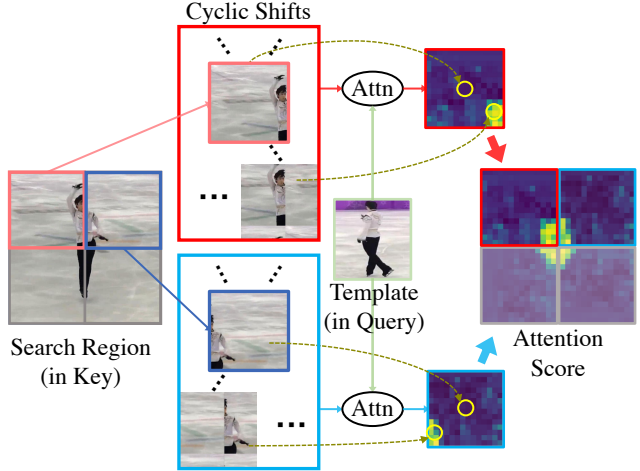 Cyclic Shifts
Attn
Template
(in Query)
Search Region
(in Key)
Attention
Score
Attn